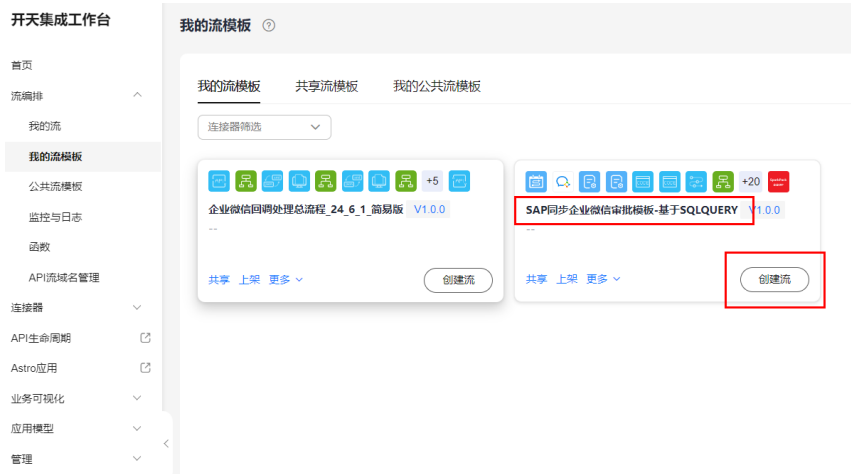 开天集成工作台
首页
流编排
我的流
我的流模板
公共流模板
监控与日志
函数
API流域名管理
连接器
API生命周期
Astro应用
业务可视化
应用模型
管理
我的流模板 ?
我的流模板 共享流模板 我的公共流模板
连接器筛选
+5
企业微信回调处理总流程_24_6_1_简易版 V1.0.0
--
共享 上架 更多 创建流
+20
SAP同步企业微信审批模板-基于SQLQUERY V1.0.0
--
共享 上架 更多 创建流